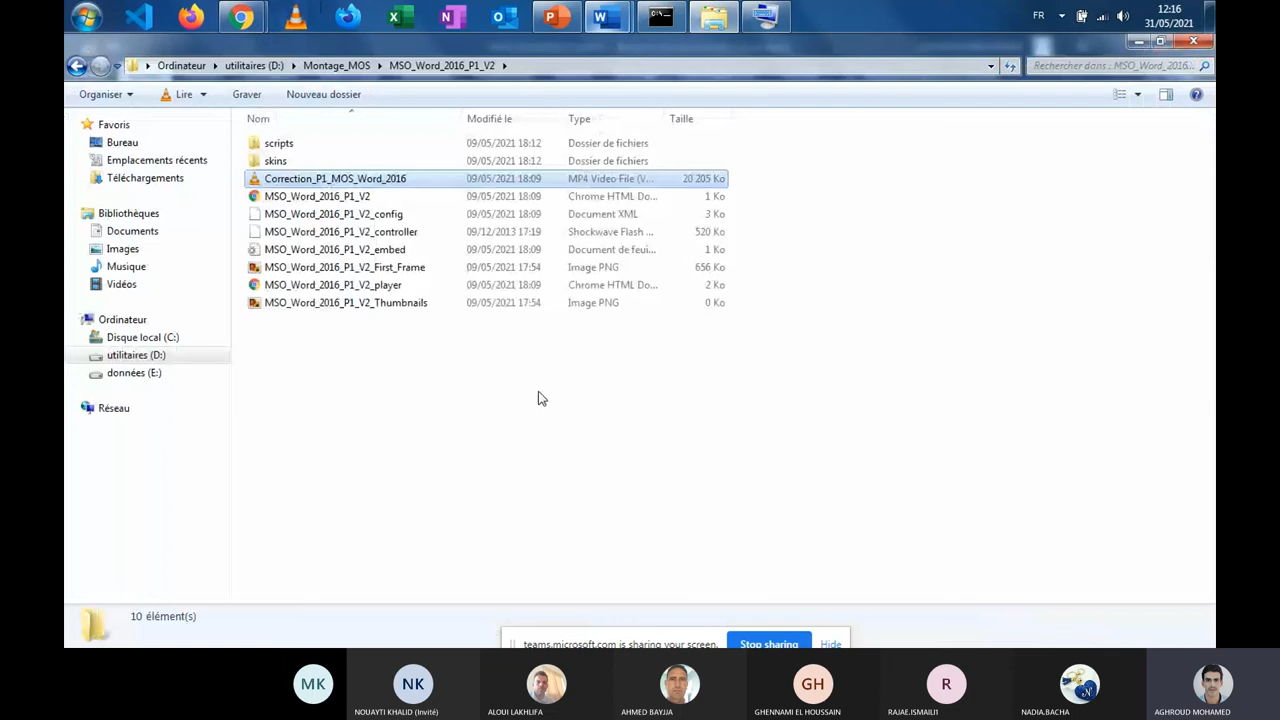 FR
12:16
31/05/2021
Ordinateur
utilitaires (D:)
Montage_MOS
MSO_Word_2016_P1_V2
Rechercher dans : MSO_Word_2016...
Organiser
Lire
Graver
Nouveau dossier
Nom
Modifié le
Type
Taille
Favoris
Bureau
Emplacements récents
Téléchargements
Bibliothèques
Documents
Images
Musique
Vidéos
Ordinateur
Disque local (C:)
utilitaires (D:)
données (E:)
Réseau
scripts 09/05/2021 18:12 Dossier de fichiers
skins 09/05/2021 18:12 Dossier de fichiers
Correction_P1_MOS_Word_2016 09/05/2021 18:09 MP4 Video File (V... 20 205 Ko
MSO_Word_2016_P1_V2 09/05/2021 18:09 Chrome HTML Do... 1 Ko
MSO_Word_2016_P1_V2_config 09/05/2021 18:09 Document XML 3 Ko
MSO_Word_2016_P1_V2_controller 09/12/2013 17:19 Shockwave Flash ... 520 Ko
MSO_Word_2016_P1_V2_embed 09/05/2021 18:09 Document de feui... 1 Ko
MSO_Word_2016_P1_V2_First_Frame 09/05/2021 17:54 Image PNG 656 Ko
MSO_Word_2016_P1_V2_player 09/05/2021 18:09 Chrome HTML Do... 2 Ko
MSO_Word_2016_P1_V2_Thumbnails 09/05/2021 17:54 Image PNG 0 Ko
10 élément(s)
teams.microsoft.com is sharing your screen.
Stop sharing
Hide
MK
NK
GH
R
NOUAYTI KHALID (Invité)
ALOUI LAKHLIFA
AHMED BAYJJA
GHENNAMI EL HOUSSAIN
RAJAE.ISMAILI1
NADIA.BACHA
AGHROUD MOHAMED